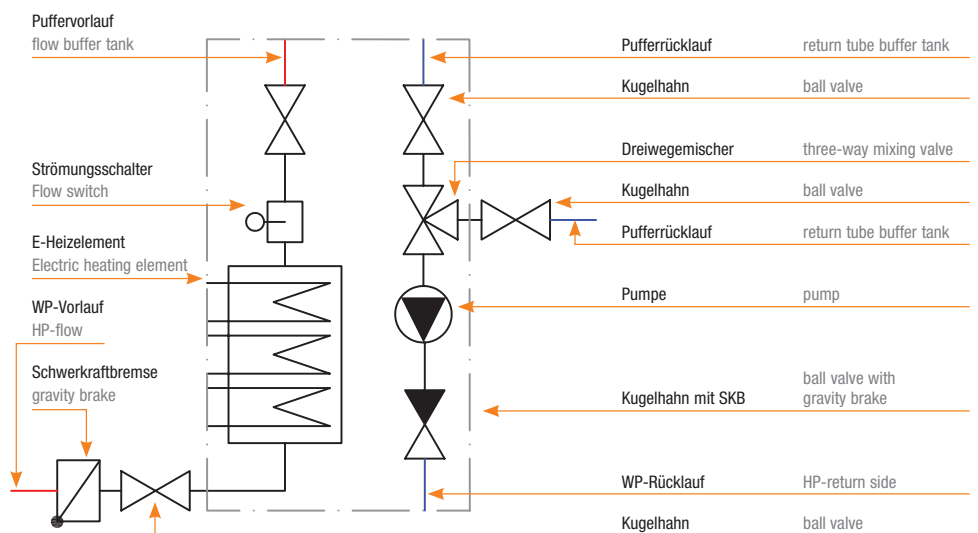 Puffervorlauf
flow buffer tank
Strömungsschalter
Flow switch
E-Heizelement
Electric heating element
WP-Vorlauf
HP-flow
Schwerkraftbremse
gravity brake
Pufferrücklauf return tube buffer tank
Kugelhahn ball valve
Dreiwegemischer three-way mixing valve
Kugelhahn ball valve
Pufferrücklauf return tube buffer tank
Pumpe pump
ball valve with
Kugelhahn mit SKB gravity brake
WP-Rücklauf HP-return side
Kugelhahn ball valve